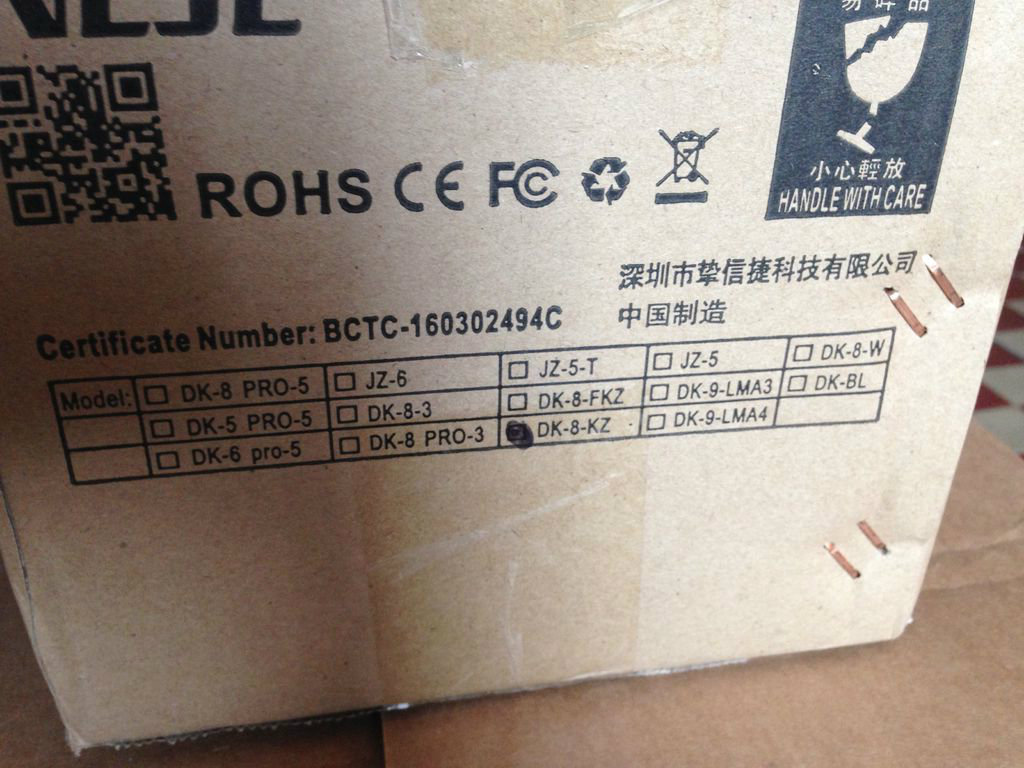 NEJE
易碎品
小心輕放
HANDLE WITH CARE
ROHS CE FC
深圳市挚信捷科技有限公司
中国制造
Certificate Number: BCTC-160302494C
Model: □ DK-8 PRO-5 □ JZ-6 □ JZ-5-T □ JZ-5 □ DK-8-W
□ DK-5 PRO-5 □ DK-8-3 □ DK-8-FKZ □ DK-9-LMA3 □ DK-BL
□ DK-6 pro-5 □ DK-8 PRO-3 DK-8-KZ □ DK-9-LMA4